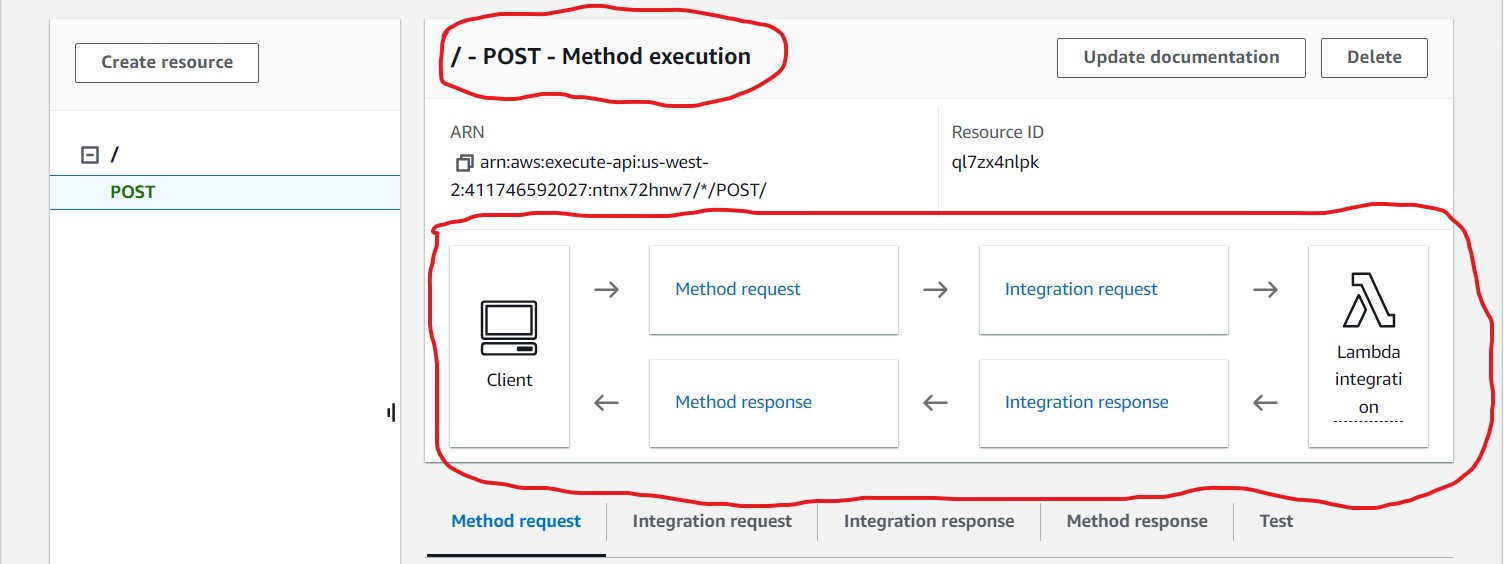 Create resource
/ - POST - Method execution
Update documentation
Delete
/
POST
ARN
arn:aws:execute-api:us-west-
2:411746592027:ntnx72hnw7/*/POST/
Resource ID
ql7zx4nlpk
Client
Method request
Integration request
Method response
Integration response
Lambda
integrati
on
Method request
Integration request
Integration response
Method response
Test